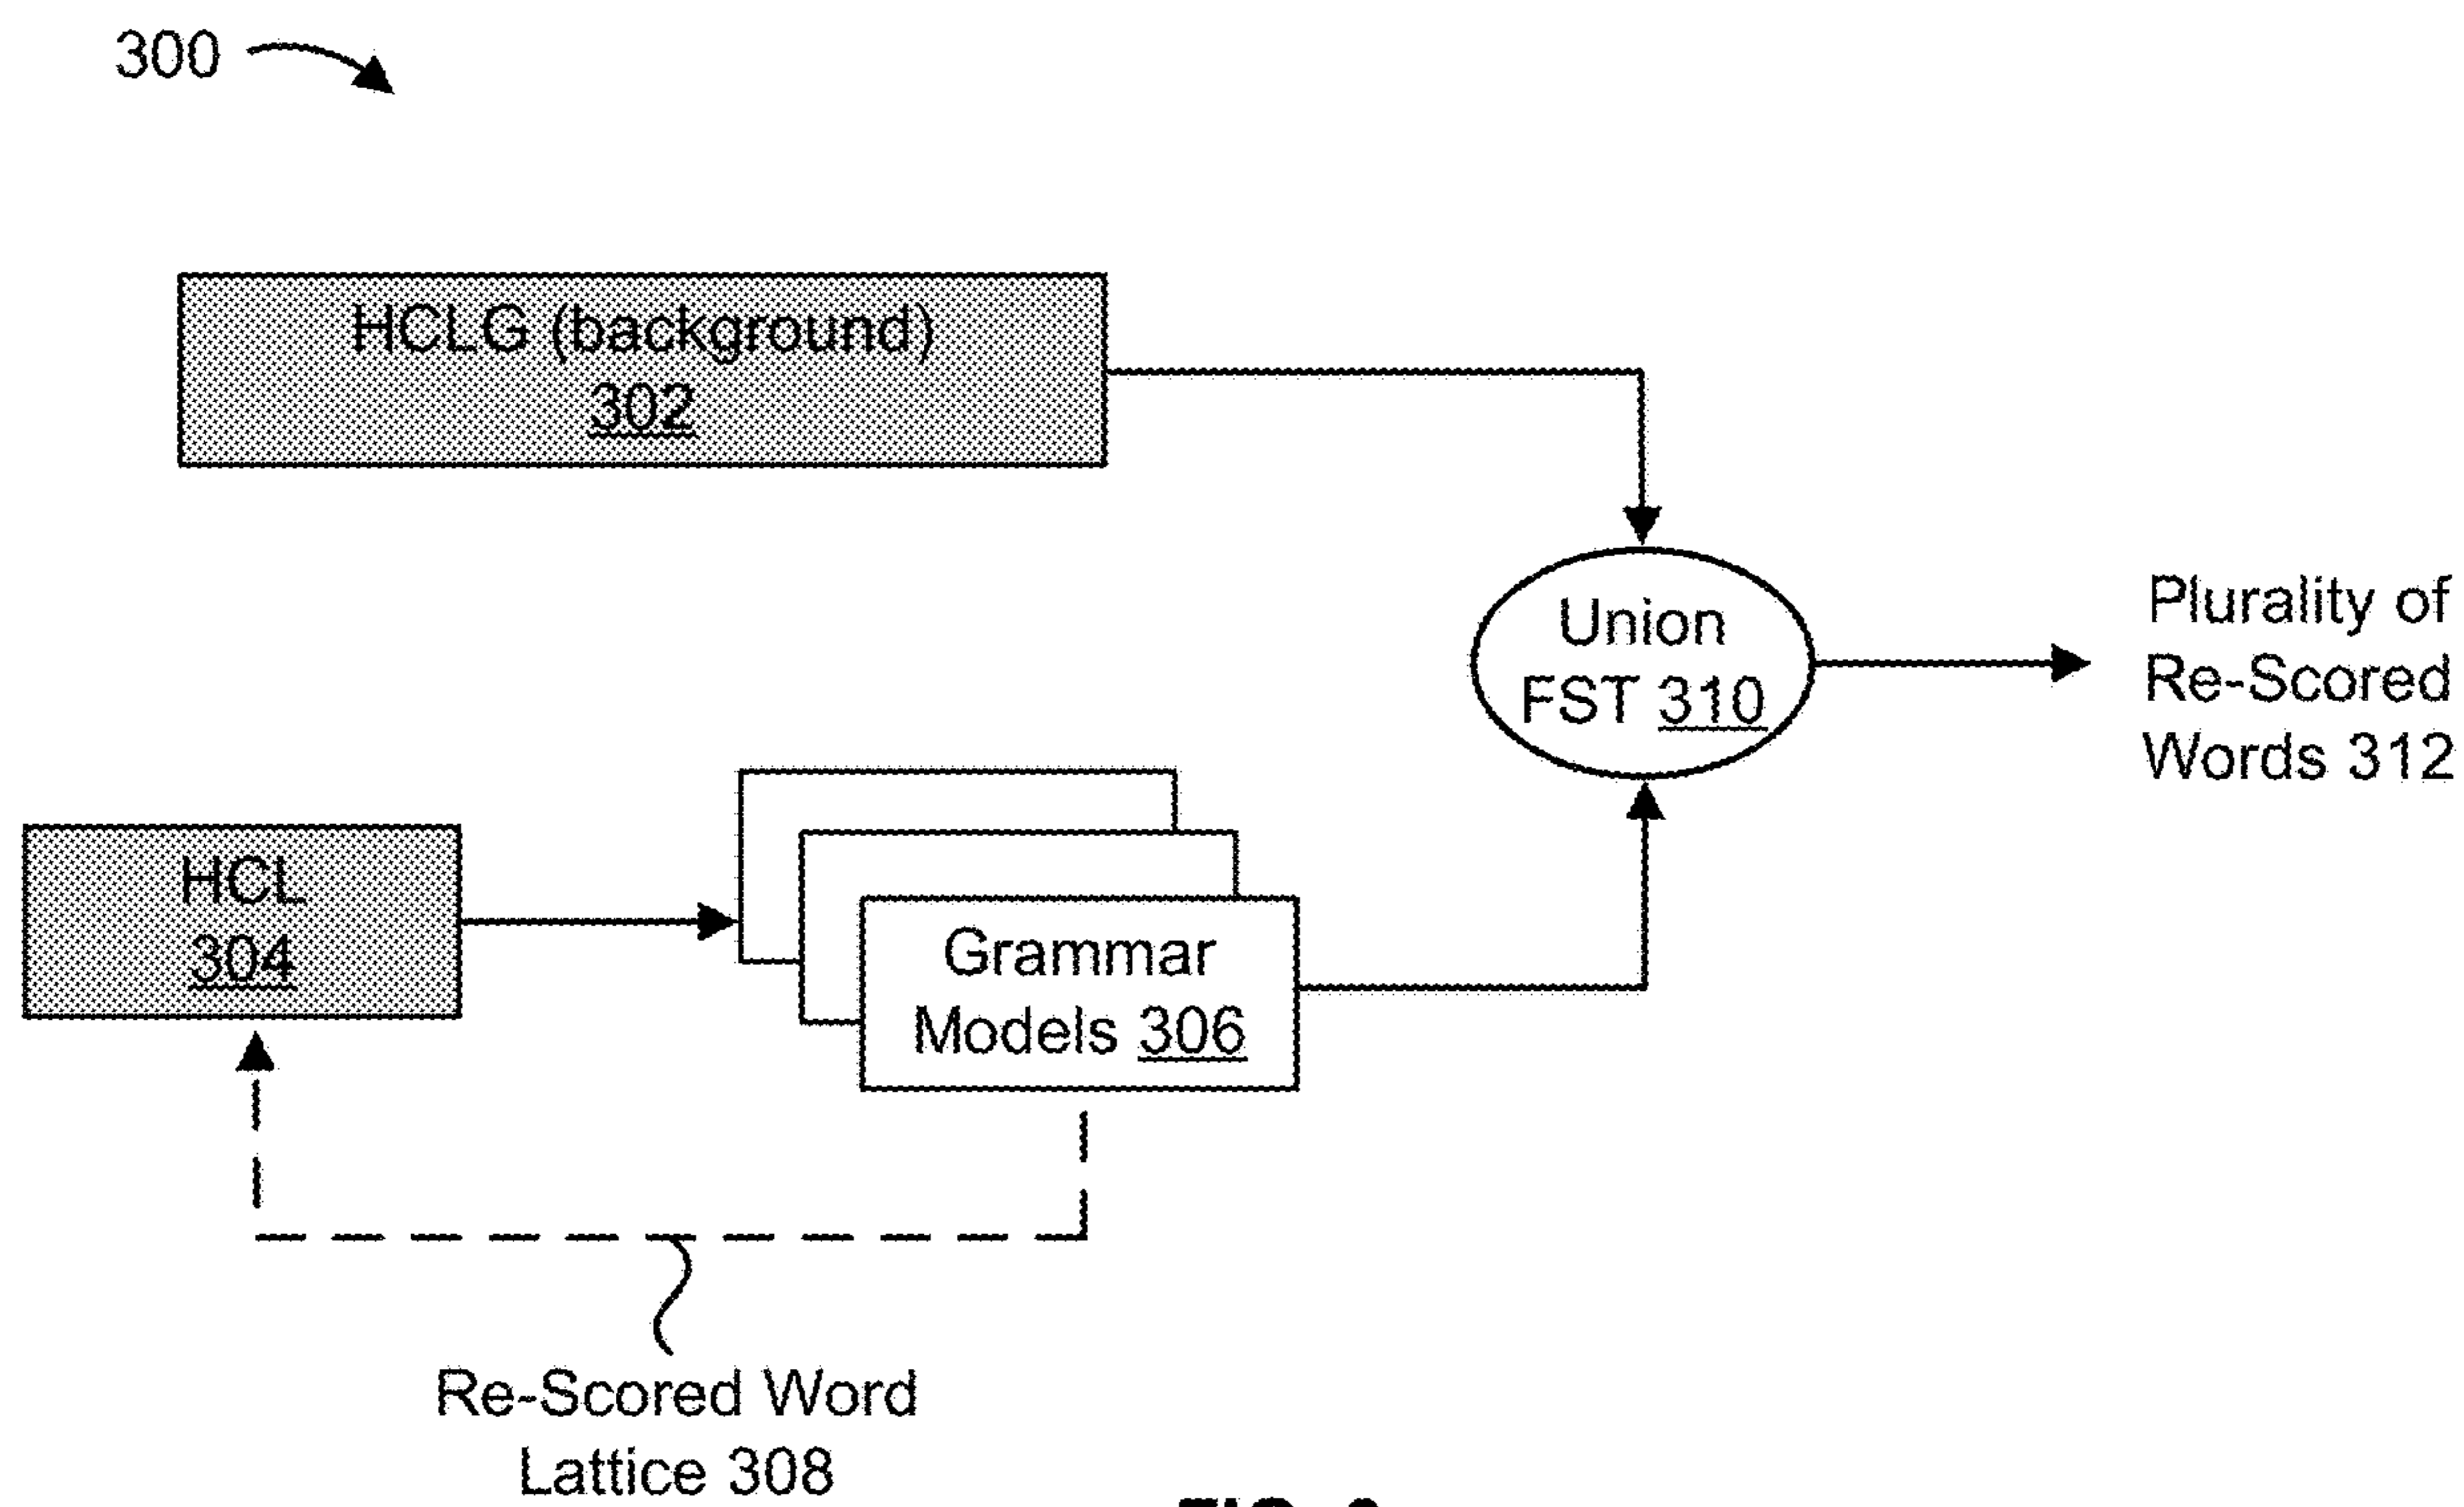 300
HCLG (background)
302
Union
FST 310
Plurality of
Re-Scored
Words 312
HCL
304
Grammar
Models 306
Re-Scored Word
Lattice 308